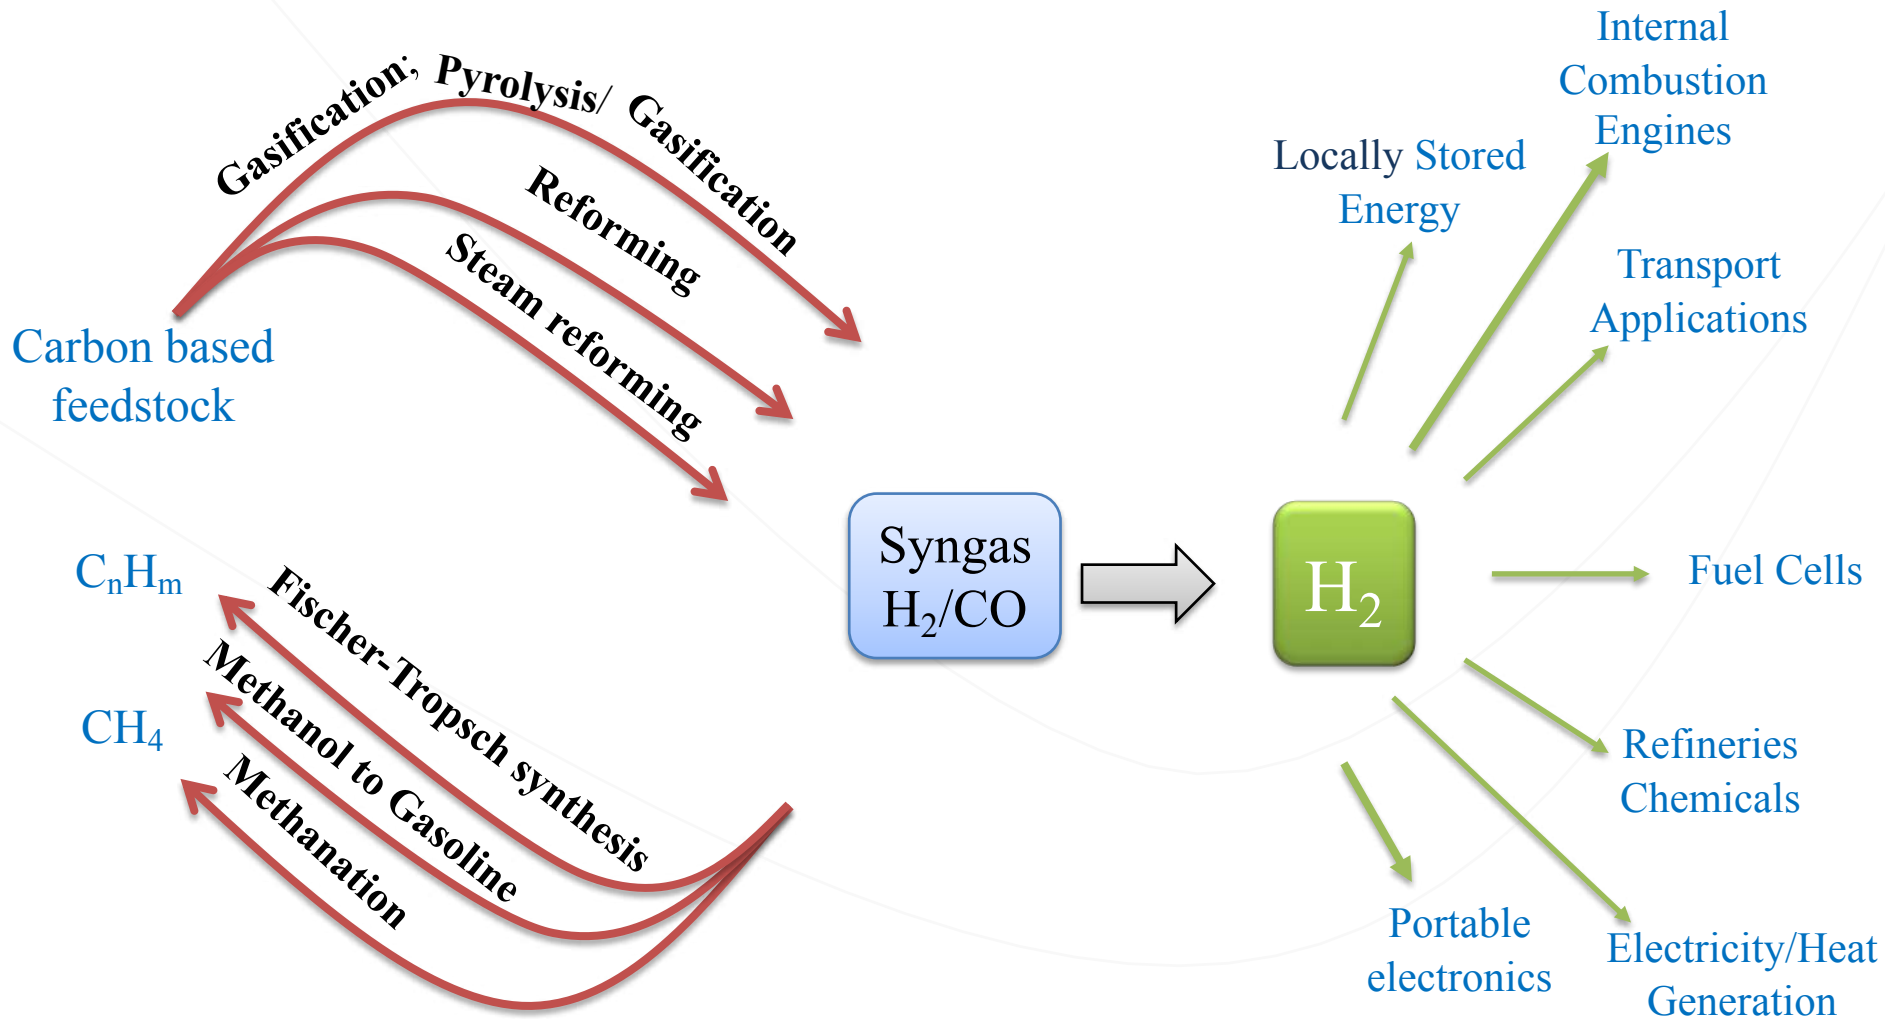 Gasification; Pyrolysis/ Gasification
Reforming
Steam reforming
Carbon based
feedstock
CₙHₘ
CH₄
Fischer-Tropsch synthesis
Methanol to Gasoline
Methanation
Syngas
H₂/CO
H₂
Locally Stored
Energy
Internal
Combustion
Engines
Transport
Applications
Fuel Cells
Refineries
Chemicals
Electricity/Heat
Generation
Portable
electronics